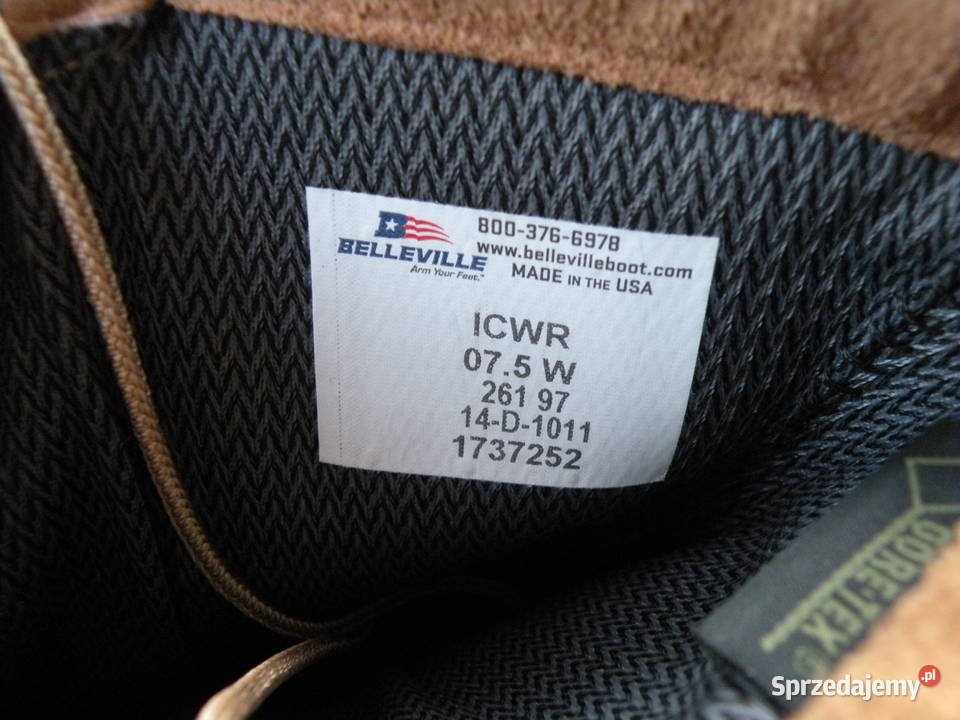 BELLEVILLE
Arm Your Feet.™
800-376-6978
www.bellevilleboot.com
MADE IN THE USA
ICWR
07.5 W
261 97
14-D-1011
1737252
GORE-TEX®
Sprzedajemy.pl